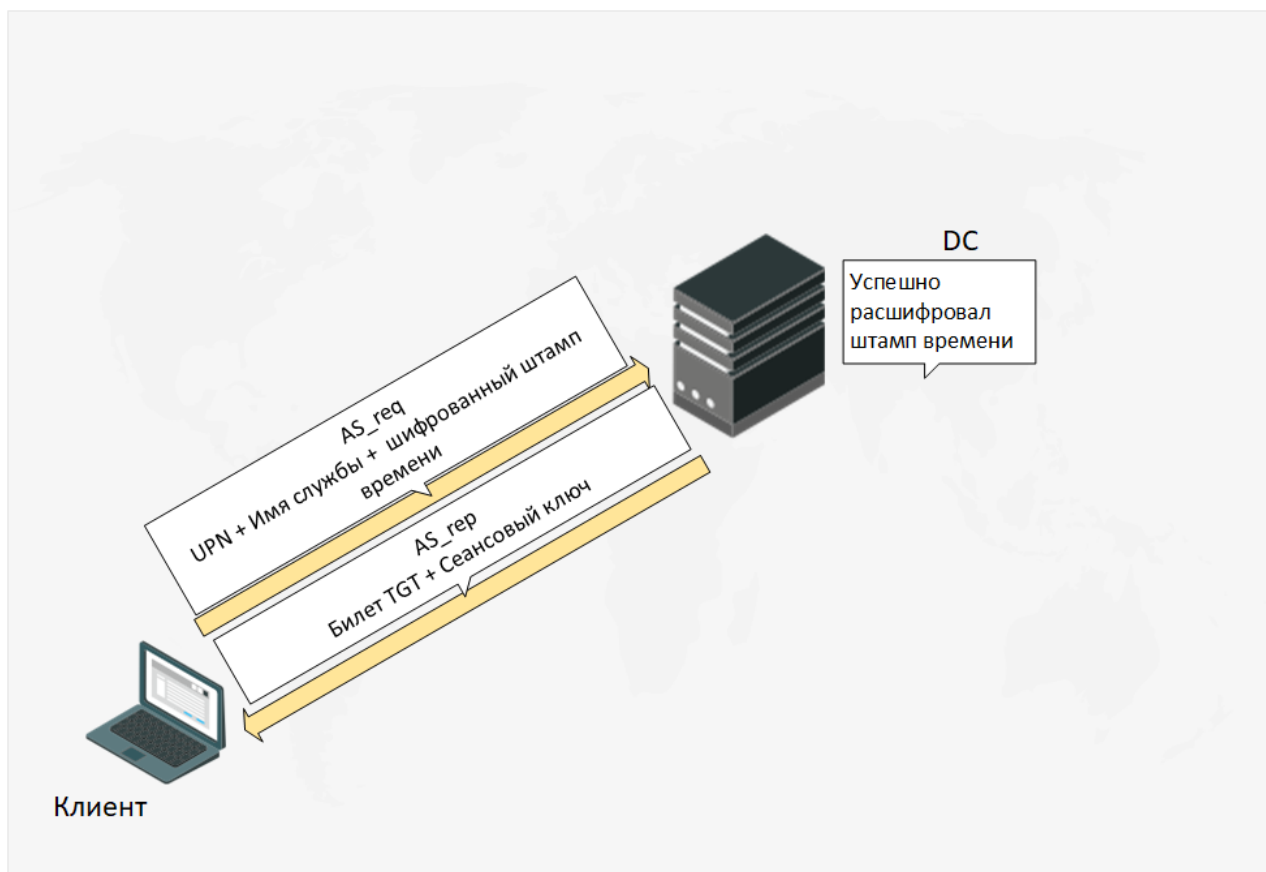 DC
Успешно
расшифровал
штамп времени
AS_req
UPN + Имя службы + шифрованный штамп
времени
AS_rep
Билет TGT + Сеансовый ключ
Клиент